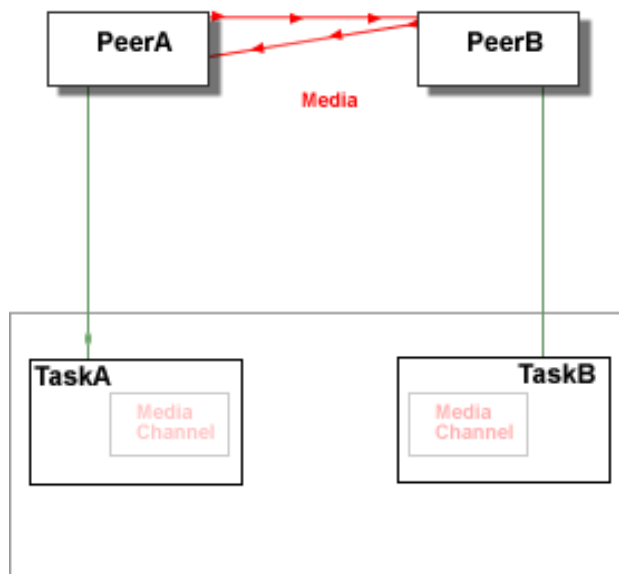 PeerA
PeerB
Media
TaskA
TaskB
Media
Channel
Media
Channel